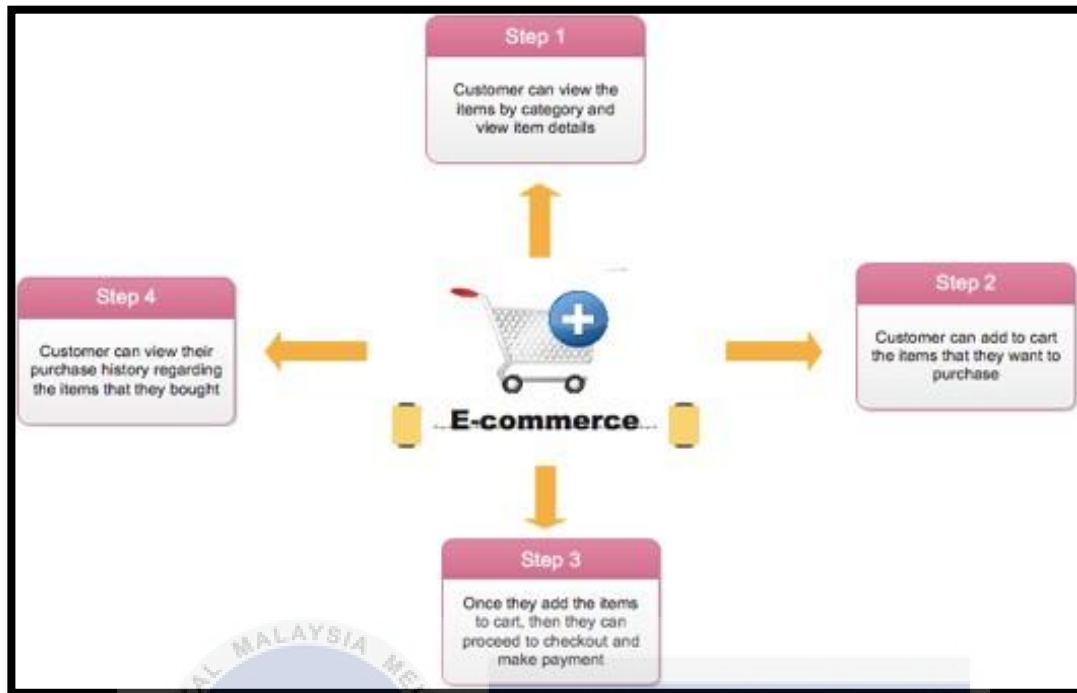 Step 1
Customer can view the
items by category and
view item details
Step 2
Customer can add to cart
the items that they want to
purchase
Step 3
Once they add the items
to cart, then they can
proceed to checkout and
make payment
Step 4
Customer can view their
purchase history regarding
the items that they bought
E-commerce
MALAYSIA